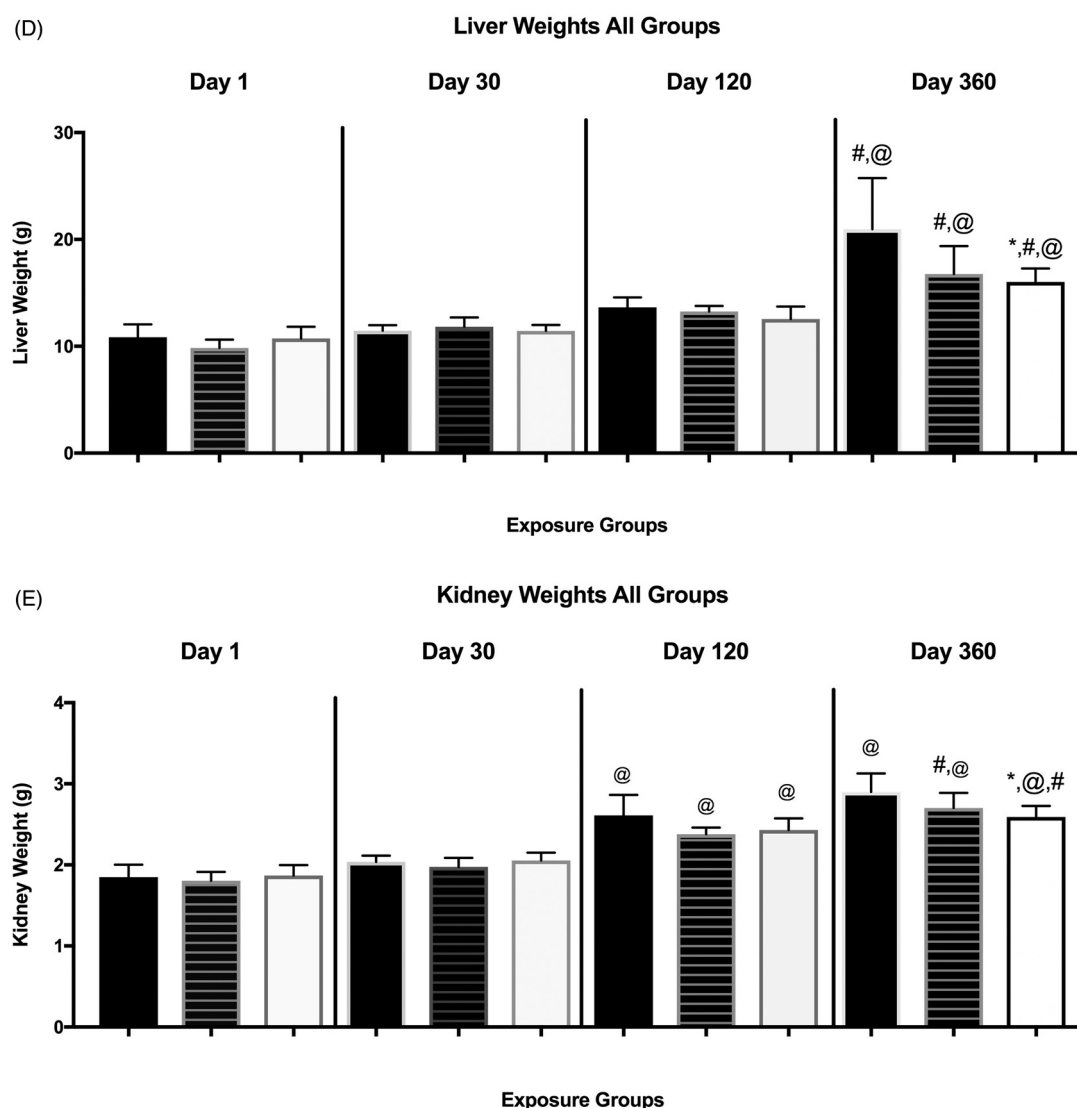 (D)
Liver Weights All Groups
Day 1 Day 30 Day 120 Day 360
30
20
10
0
Liver Weight (g)
#,@
#,@
*,#,@
Exposure Groups
(E)
Kidney Weights All Groups
Day 1 Day 30 Day 120 Day 360
4
3
2
1
0
Kidney Weight (g)
@
@
@
@
#,@
*,@,#
Exposure Groups